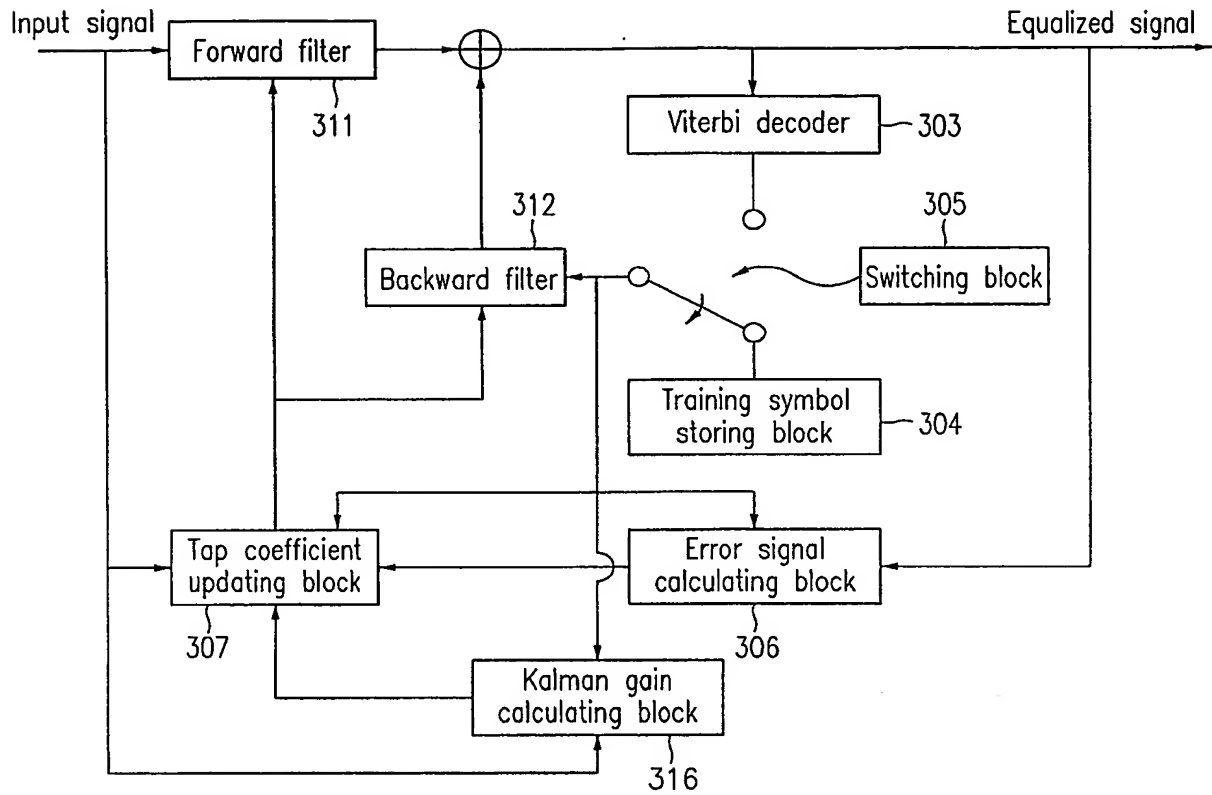 Input signal
Equalized signal
Forward filter
311
Viterbi decoder
303
312
305
Backward filter
Switching block
Training symbol
storing block
304
Tap coefficient
updating block
307
Error signal
calculating block
306
Kalman gain
calculating block
316